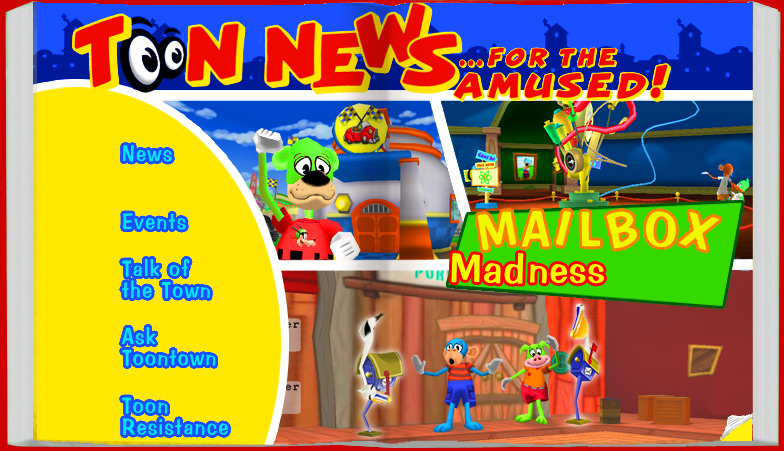 TOON NEWS
...FOR THE
AMUSED!
News
Events
Talk of
the Town
Ask
Toontown
Toon
Resistance
MAILBOX
Madness